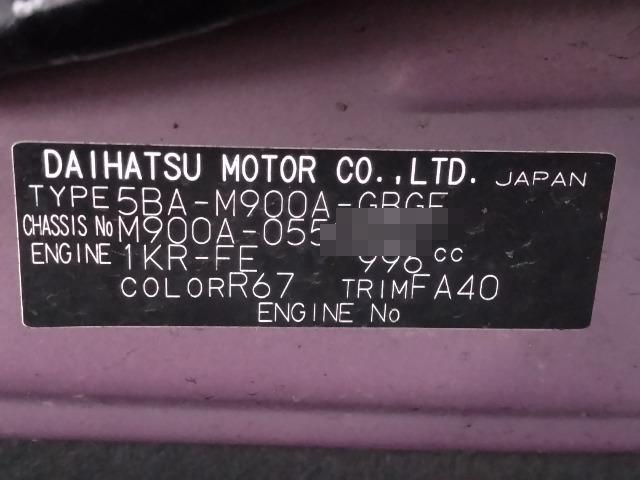 DAIHATSU MOTOR CO.,LTD. JAPAN
TYPE 5BA-M900A-GBGF
CHASSIS No M900A-055
ENGINE 1KR-FE 996 cc
COLOR R67 TRIM FA40
ENGINE No